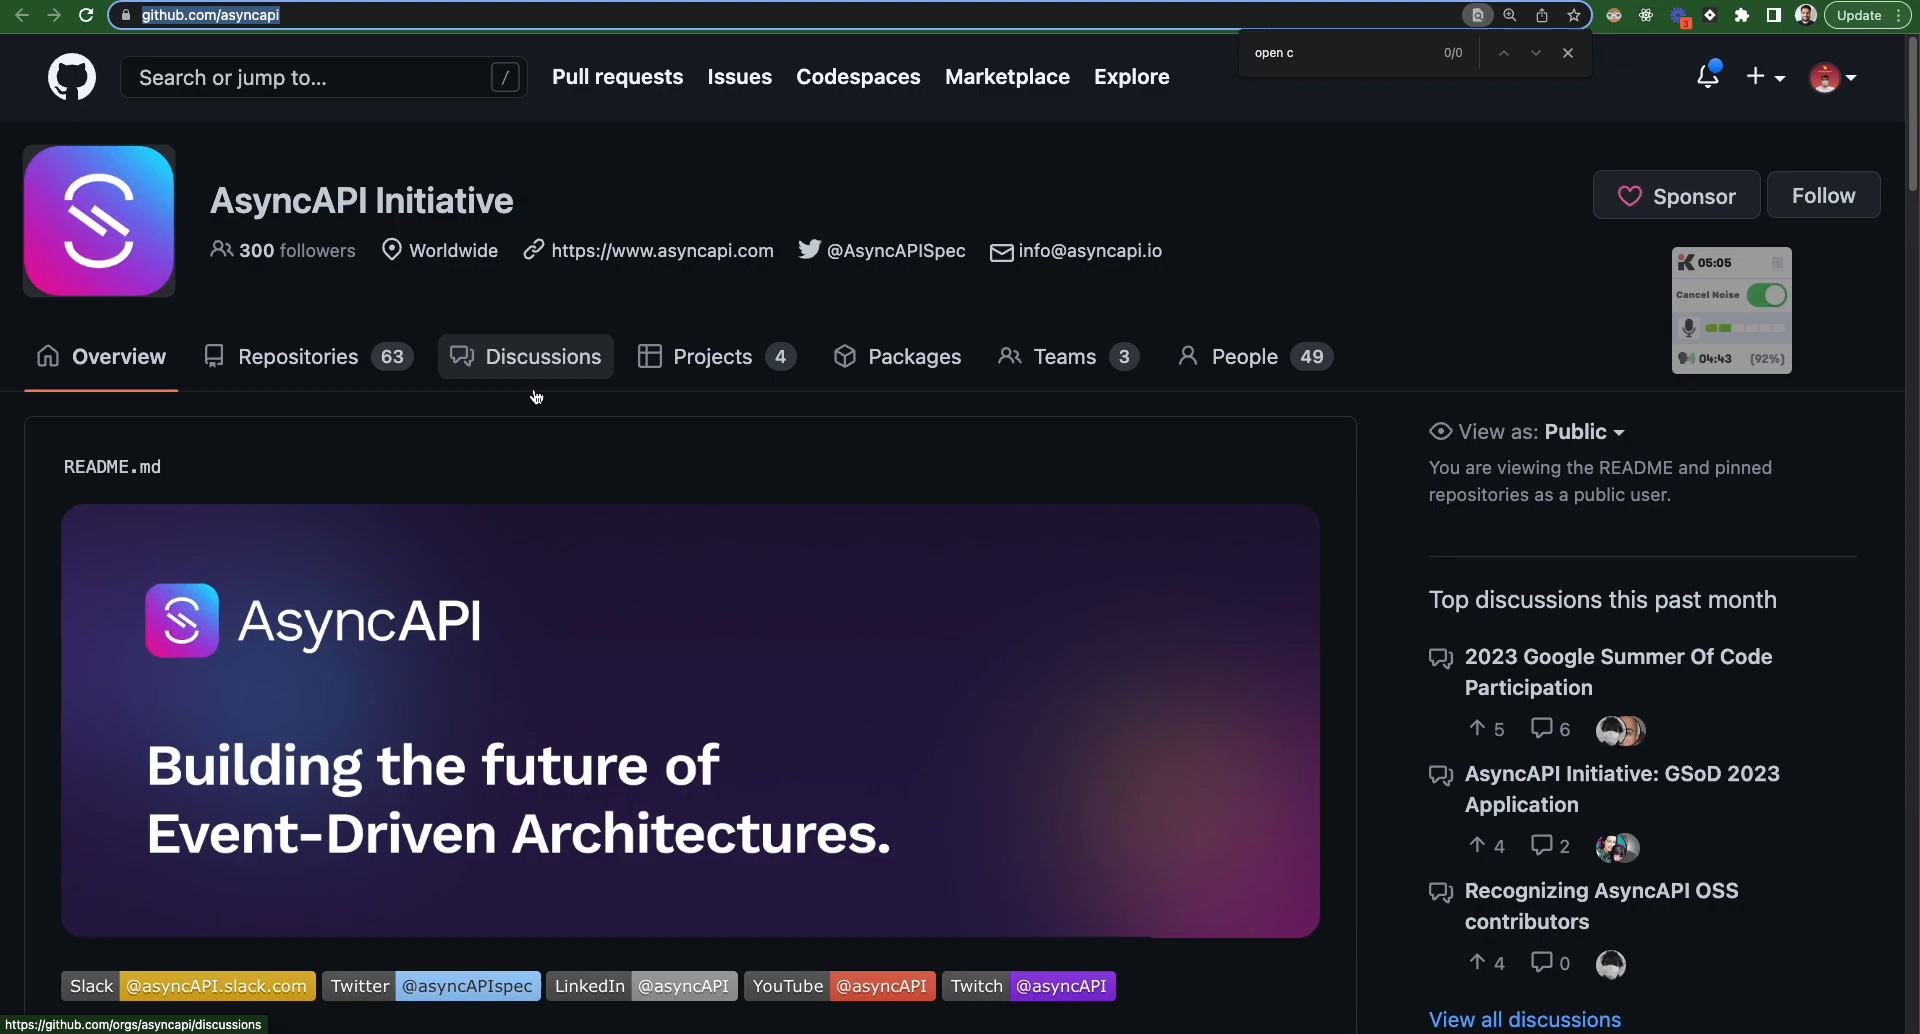 github.com/asyncapi
Update
3
open c
0/0
Search or jump to...
/
Pull requests
Issues
Codespaces
Marketplace
Explore
AsyncAPI Initiative
300 followers
Worldwide
https://www.asyncapi.com
@AsyncAPISpec
info@asyncapi.io
Sponsor
Follow
05:05
Cancel Noise
04:43
(92%)
Overview
Repositories 63
Discussions
Projects 4
Packages
Teams 3
People 49
README.md
AsyncAPI
Building the future of
Event-Driven Architectures.
Slack @asyncAPI.slack.com
Twitter @asyncAPIspec
LinkedIn @asyncAPI
YouTube @asyncAPI
Twitch @asyncAPI
View as: Public
You are viewing the README and pinned
repositories as a public user.
Top discussions this past month
2023 Google Summer Of Code
Participation
5 6
AsyncAPI Initiative: GSoD 2023
Application
4 2
Recognizing AsyncAPI OSS
contributors
4 0
View all discussions
https://github.com/orgs/asyncapi/discussions